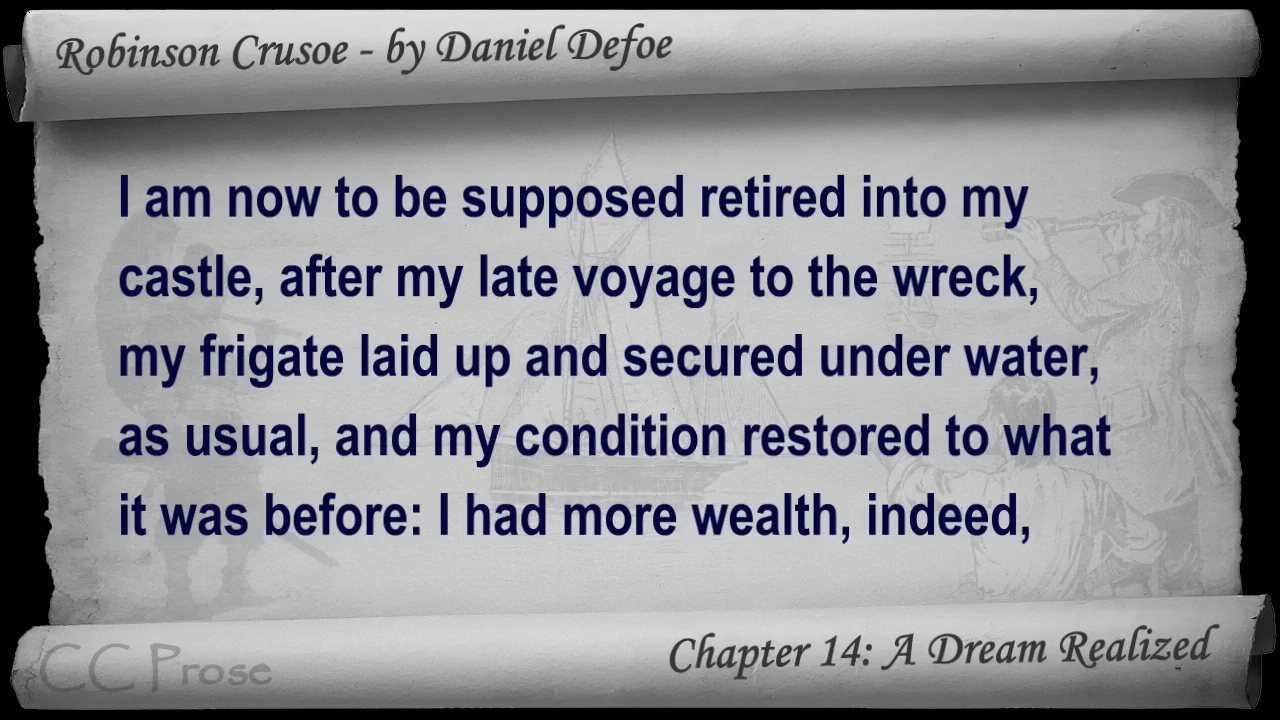 Robinson Crusoe - by Daniel Defoe
I am now to be supposed retired into my
castle, after my late voyage to the wreck,
my frigate laid up and secured under water,
as usual, and my condition restored to what
it was before: I had more wealth, indeed,
CC Prose
Chapter 14: A Dream Realized